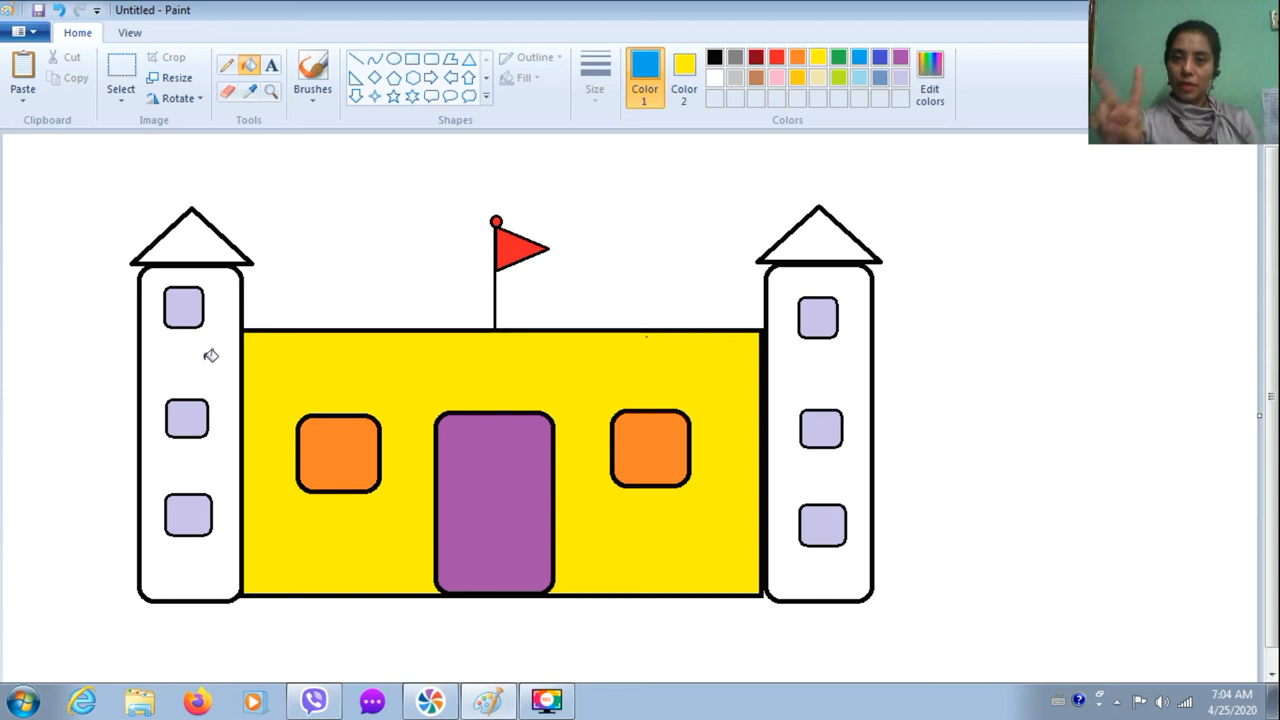 Untitled - Paint
Home View
Paste
Cut
Copy
Clipboard
Select
Crop
Resize
Rotate
Image
A
Tools
Brushes
Shapes
Outline
Fill
Size
Color 1
Color 2
Edit colors
Colors
7:04 AM
4/25/2020